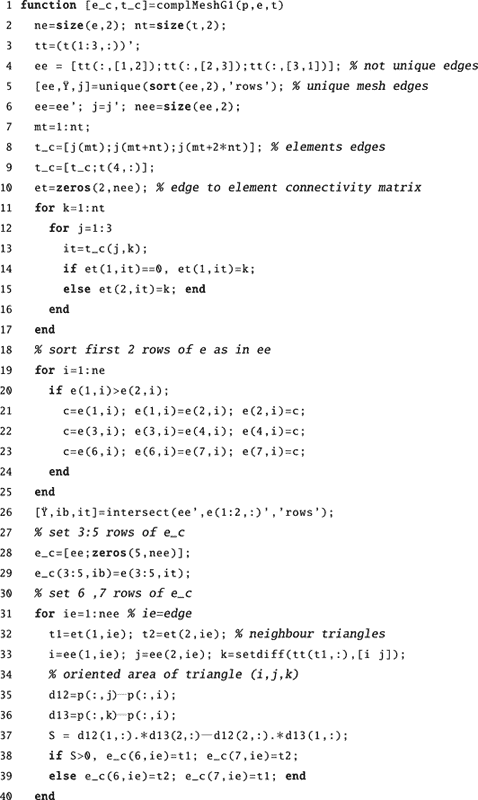 1 function [e_c,t_c]=complMeshG1(p,e,t)
2 ne=size(e,2); nt=size(t,2);
3 tt=(t(1:3,:))';
4 ee = [tt(:,[1,2]);tt(:,[2,3]);tt(:,[3,1])]; % not unique edges
5 [ee,Ÿ,j]=unique(sort(ee,2),'rows'); % unique mesh edges
6 ee=ee'; j=j'; nee=size(ee,2);
7 mt=1:nt;
8 t_c=[j(mt);j(mt+nt);j(mt+2*nt)]; % elements edges
9 t_c=[t_c;t(4,:)];
10 et=zeros(2,nee); % edge to element connectivity matrix
11 for k=1:nt
12 for j=1:3
13 it=t_c(j,k);
14 if et(1,it)==0, et(1,it)=k;
15 else et(2,it)=k; end
16 end
17 end
18 % sort first 2 rows of e as in ee
19 for i=1:ne
20 if e(1,i)>e(2,i);
21 c=e(1,i); e(1,i)=e(2,i); e(2,i)=c;
22 c=e(3,i); e(3,i)=e(4,i); e(4,i)=c;
23 c=e(6,i); e(6,i)=e(7,i); e(7,i)=c;
24 end
25 end
26 [Ÿ,ib,it]=intersect(ee',e(1:2,:)','rows');
27 % set 3:5 rows of e_c
28 e_c=[ee;zeros(5,nee)];
29 e_c(3:5,ib)=e(3:5,it);
30 % set 6 ,7 rows of e_c
31 for ie=1:nee % ie=edge
32 t1=et(1,ie); t2=et(2,ie); % neighbour triangles
33 i=ee(1,ie); j=ee(2,ie); k=setdiff(tt(t1,:),[i j]);
34 % oriented area of triangle (i,j,k)
35 d12=p(:,j)—p(:,i);
36 d13=p(:,k)—p(:,i);
37 S = d12(1,:).*d13(2,:)—d12(2,:).*d13(1,:);
38 if S>0, e_c(6,ie)=t1; e_c(7,ie)=t2;
39 else e_c(6,ie)=t2; e_c(7,ie)=t1; end
40 end